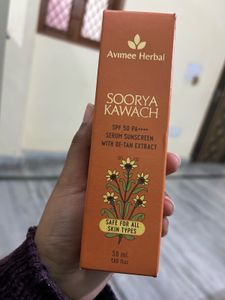 Avimee Herbal
SOORYA
KAWACH
SPF 50 PA++++
SERUM SUNSCREEN
WITH DE-TAN EXTRACT
SAFE FOR ALL
SKIN TYPES
50 ml.